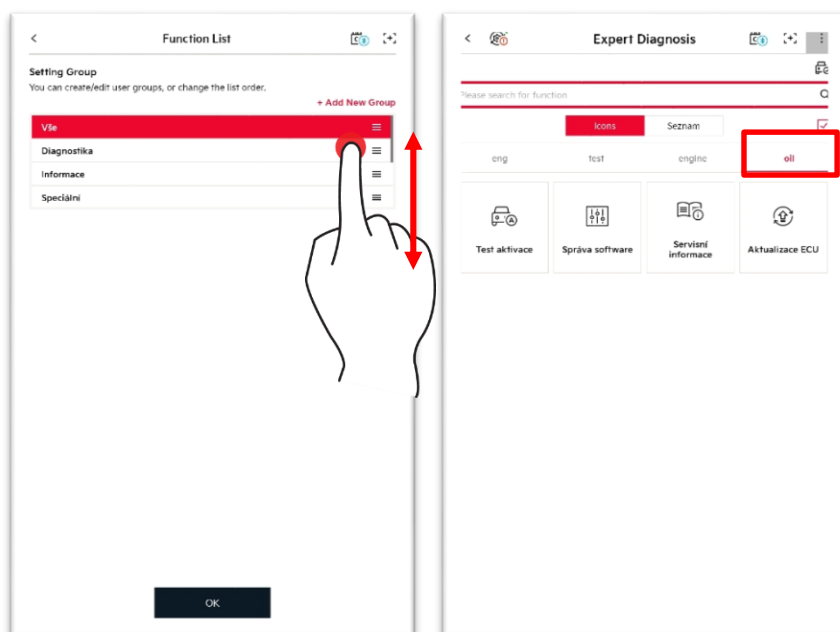 Function List
Setting Group
You can create/edit user groups, or change the list order.
+ Add New Group
Vše
Diagnostika
Informace
Speciální
OK
Expert Diagnosis
Please search for function
Icons
Seznam
eng
test
engine
oil
Test aktivace
Správa software
Servisní
informace
Aktualizace ECU